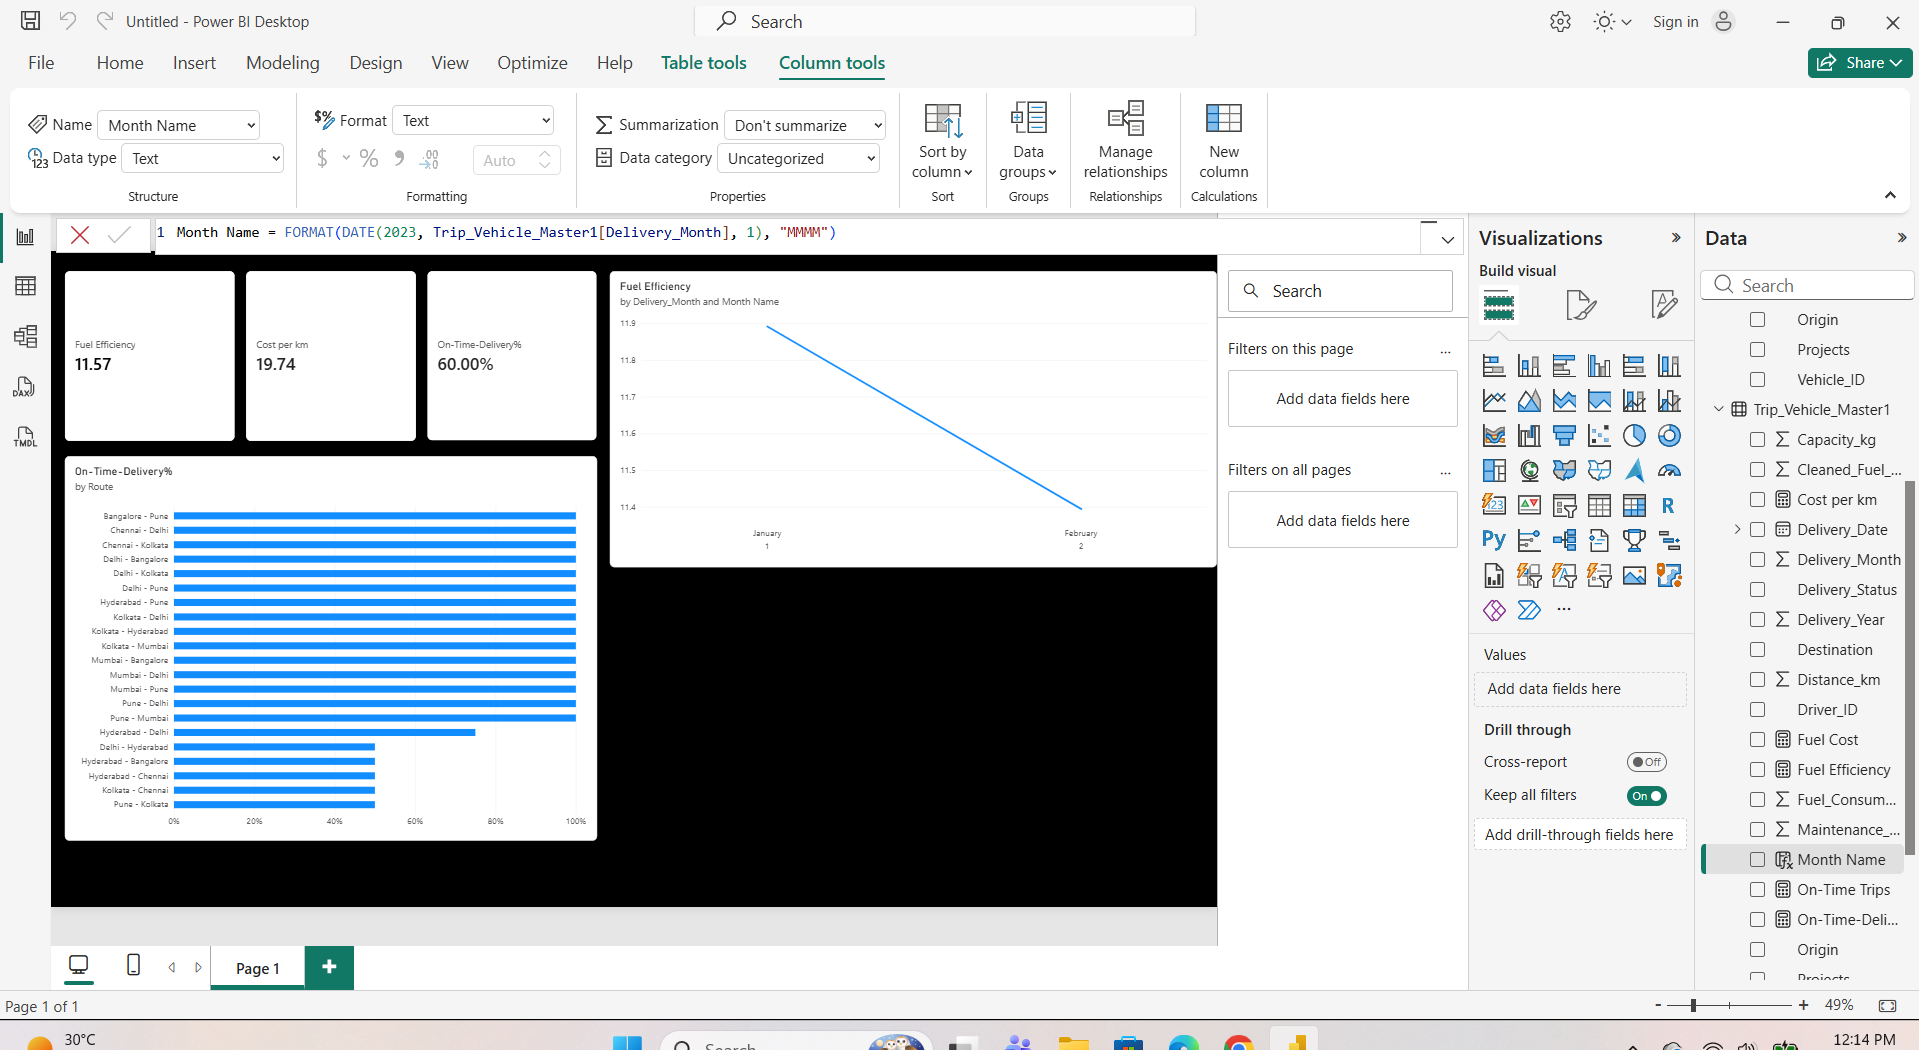 Untitled - Power BI Desktop
Search
Sign in
File
Home
Insert
Modeling
Design
View
Optimize
Help
Table tools
Column tools
Share
Name
Month Name
Data type
Text
Structure
$% Format
Text
$
%
Auto
Formatting
Summarization
Don't summarize
Data category
Uncategorized
Properties
Sort by
column
Sort
Data
groups
Groups
Manage
relationships
Relationships
New
column
Calculations
1 Month Name = FORMAT(DATE(2023, Trip_Vehicle_Master1[Delivery_Month], 1), "MMMM")
DAX
TMDL
Fuel Efficiency
11.57
Cost per km
19.74
On-Time-Delivery%
60.00%
Fuel Efficiency
by Delivery_Month and Month Name
11.9
11.8
11.7
11.6
11.5
11.4
January
1
February
2
On-Time-Delivery%
by Route
Bangalore - Pune
Chennai - Delhi
Chennai - Kolkata
Delhi - Bangalore
Delhi - Kolkata
Delhi - Pune
Hyderabad - Pune
Kolkata - Delhi
Kolkata - Hyderabad
Kolkata - Mumbai
Mumbai - Bangalore
Mumbai - Delhi
Mumbai - Pune
Pune - Delhi
Pune - Mumbai
Hyderabad - Delhi
Delhi - Hyderabad
Hyderabad - Bangalore
Hyderabad - Chennai
Kolkata - Chennai
Pune - Kolkata
0%
20%
40%
60%
80%
100%
Search
Filters on this page
...
Add data fields here
Filters on all pages
...
Add data fields here
Visualizations
Build visual
123
R
Py
...
Values
Add data fields here
Drill through
Cross-report
Off
Keep all filters
On
Add drill-through fields here
Data
Search
Origin
Projects
Vehicle_ID
Trip_Vehicle_Master1
Capacity_kg
Cleaned_Fuel_...
Cost per km
Delivery_Date
Delivery_Month
Delivery_Status
Delivery_Year
Destination
Distance_km
Driver_ID
Fuel Cost
Fuel Efficiency
Fuel_Consum...
Maintenance_...
Month Name
On-Time Trips
On-Time-Deli...
Origin
Projects
Page 1
Page 1 of 1
- + 49%
30°C
Search
12:14 PM